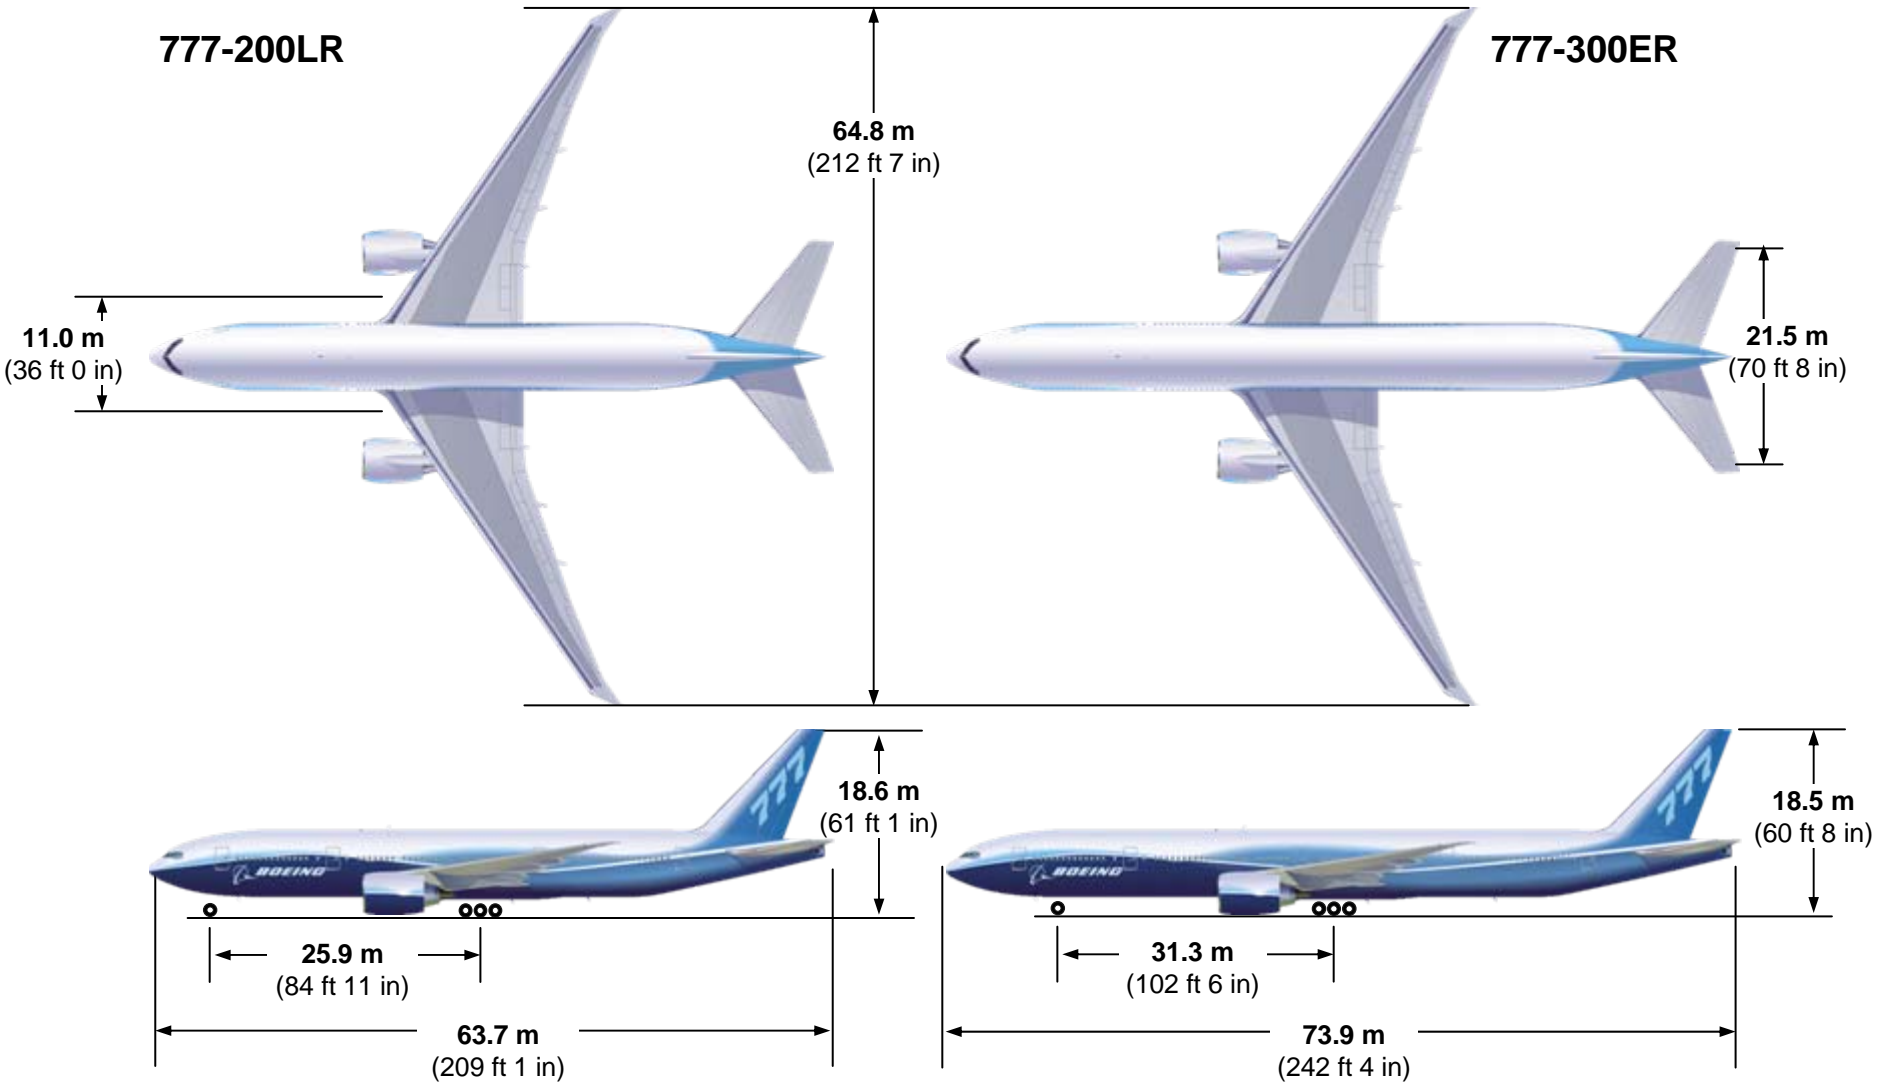 777-200LR
777-300ER
64.8 m
(212 ft 7 in)
11.0 m
(36 ft 0 in)
21.5 m
(70 ft 8 in)
777
18.6 m
(61 ft 1 in)
777
18.5 m
(60 ft 8 in)
BOEING
BOEING
25.9 m
(84 ft 11 in)
31.3 m
(102 ft 6 in)
63.7 m
(209 ft 1 in)
73.9 m
(242 ft 4 in)